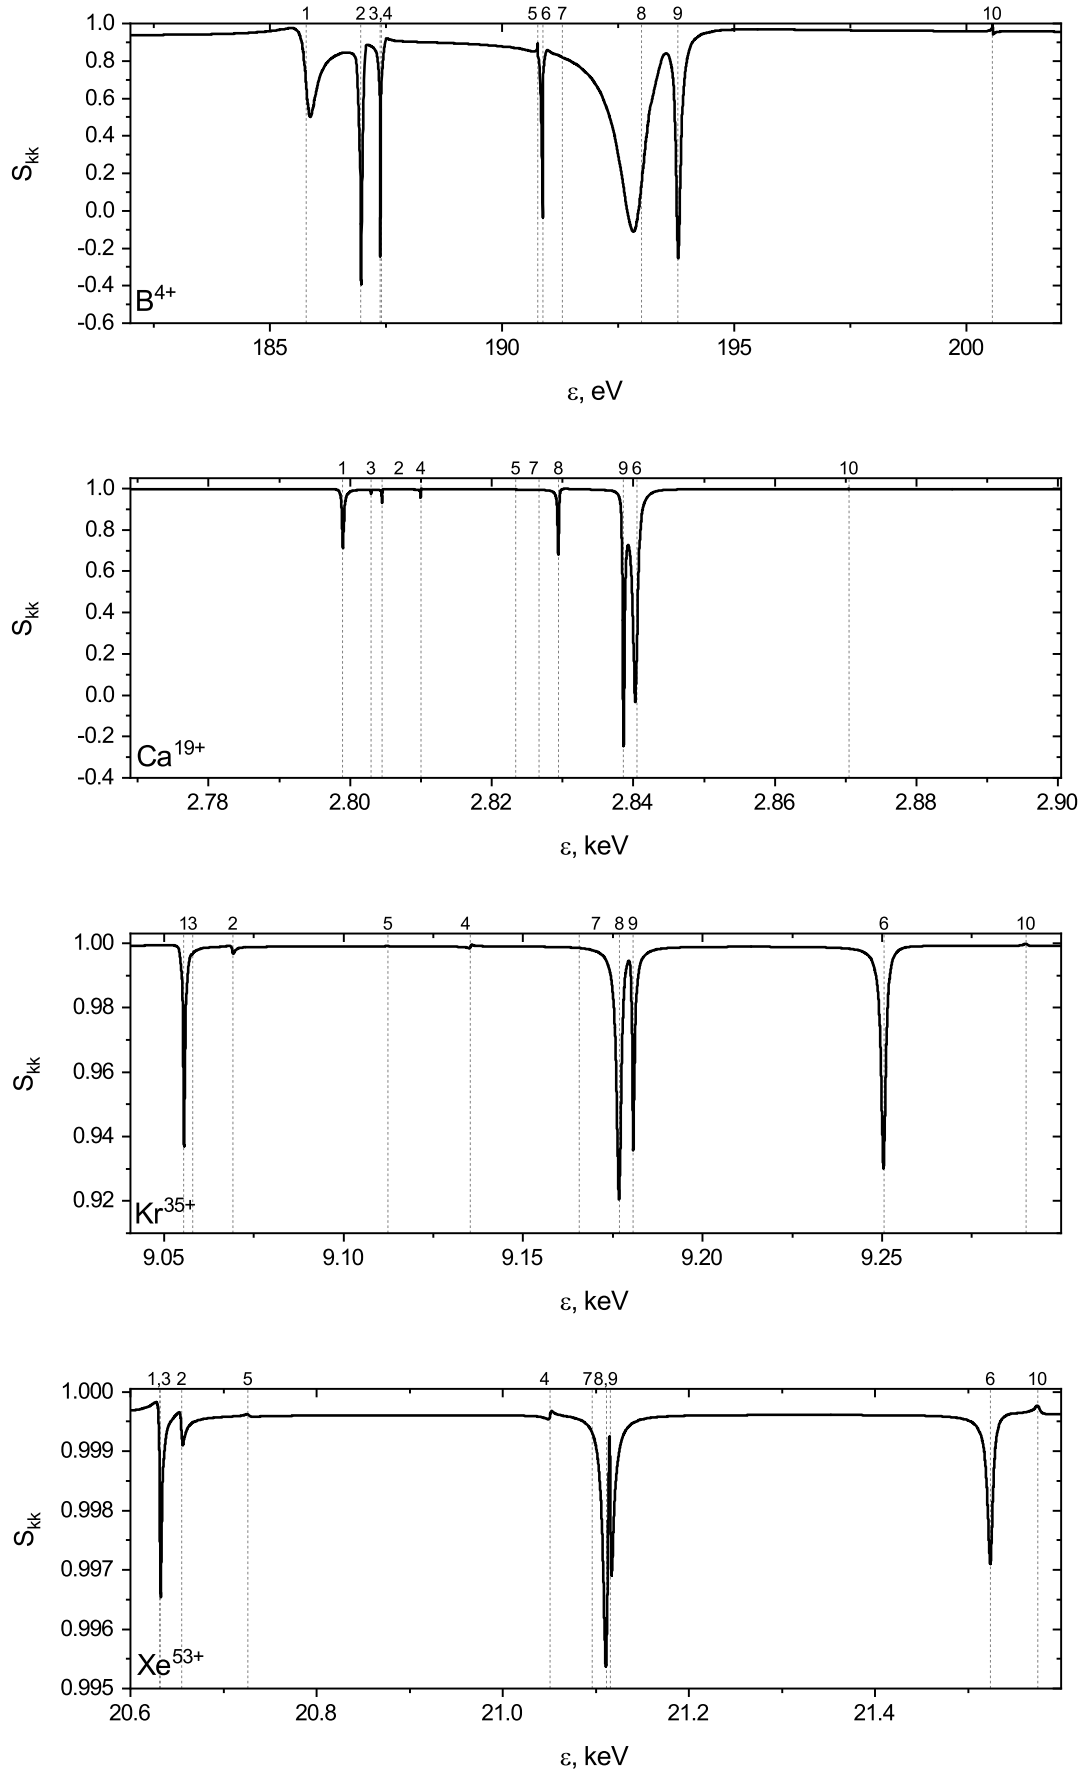 1 2 3,4 5 6 7 8 9 10
1.0
0.8
0.6
0.4
0.2
0.0
-0.2
-0.4
-0.6
Skk
B4+
185 190 195 200
ε, eV
1 3 2 4 5 7 8 9 6 10
1.0
0.8
0.6
0.4
0.2
0.0
-0.2
-0.4
Skk
Ca19+
2.78 2.80 2.82 2.84 2.86 2.88 2.90
ε, keV
13 2 5 4 7 8 9 6 10
1.00
0.98
0.96
0.94
0.92
Skk
Kr35+
9.05 9.10 9.15 9.20 9.25
ε, keV
1,3 2 5 4 78,9 6 10
1.000
0.999
0.998
0.997
0.996
0.995
Skk
Xe53+
20.6 20.8 21.0 21.2 21.4
ε, keV